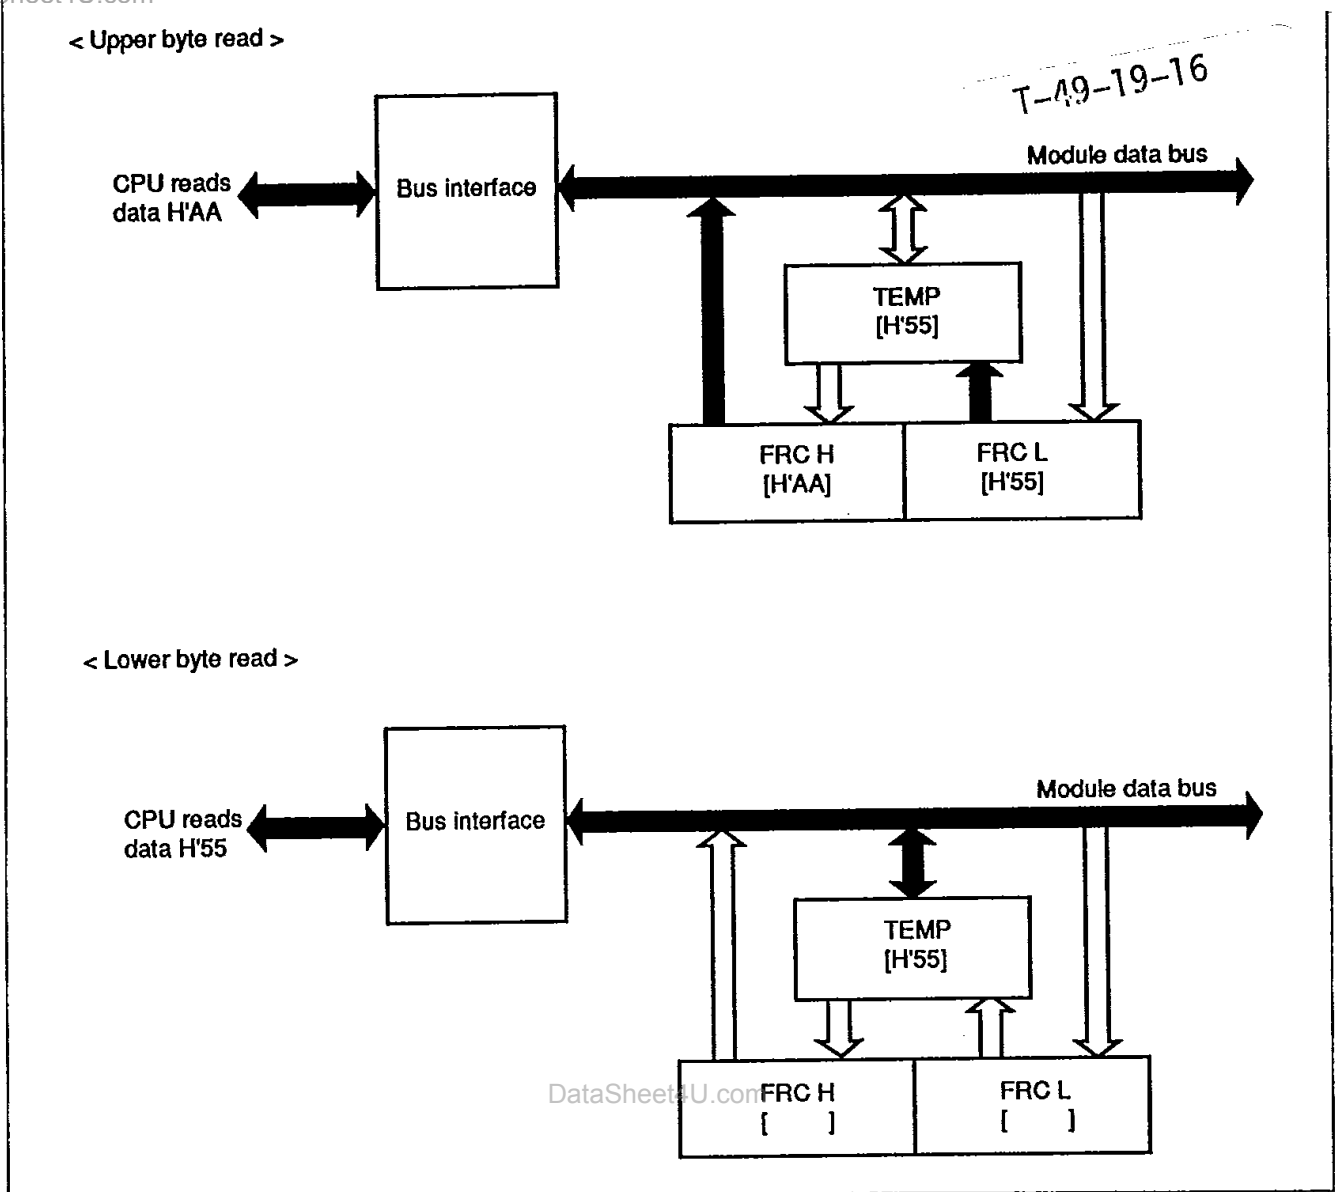 < Upper byte read >
T-49-19-16
Module data bus
CPU reads
data H'AA
Bus interface
TEMP
[H'55]
FRC H
[H'AA]
FRC L
[H'55]
< Lower byte read >
Module data bus
CPU reads
data H'55
Bus interface
TEMP
[H'55]
DataSheet4U.com
FRC H
[ ]
FRC L
[ ]